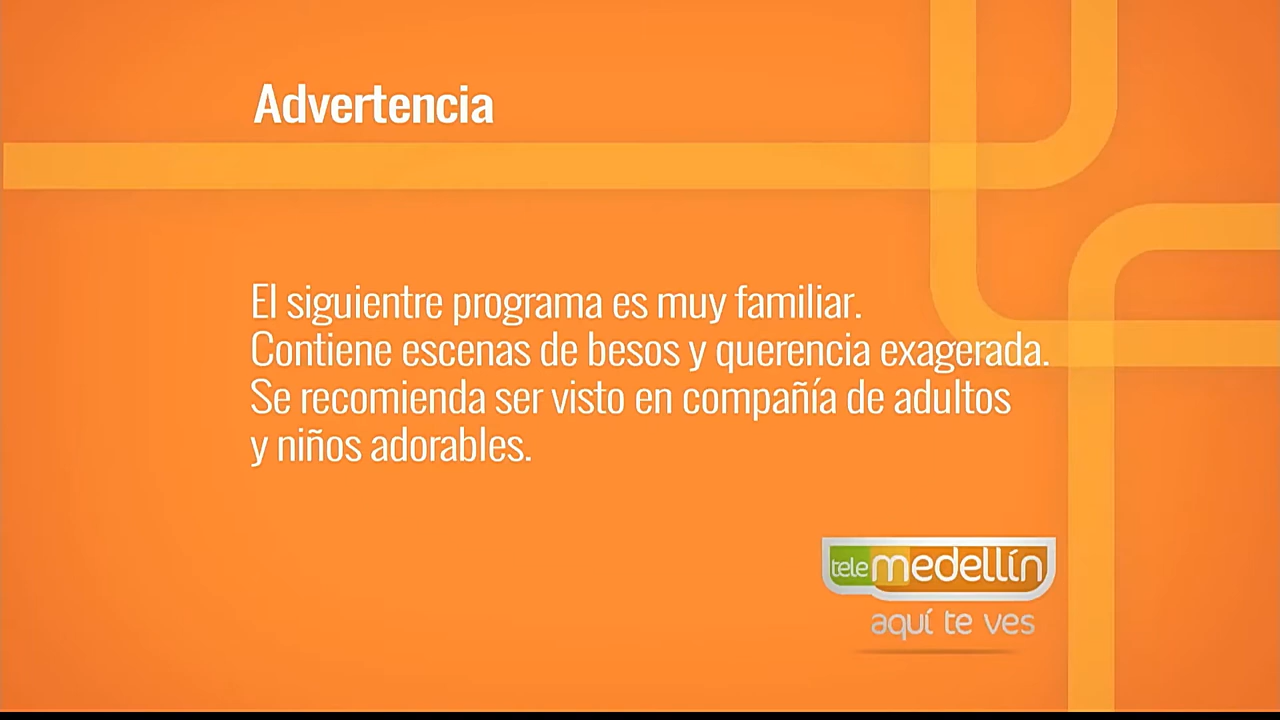 Advertencia
El siguientre programa es muy familiar.
Contiene escenas de besos y querencia exagerada.
Se recomienda ser visto en compañía de adultos
y niños adorables.
tele medellín
aquí te ves